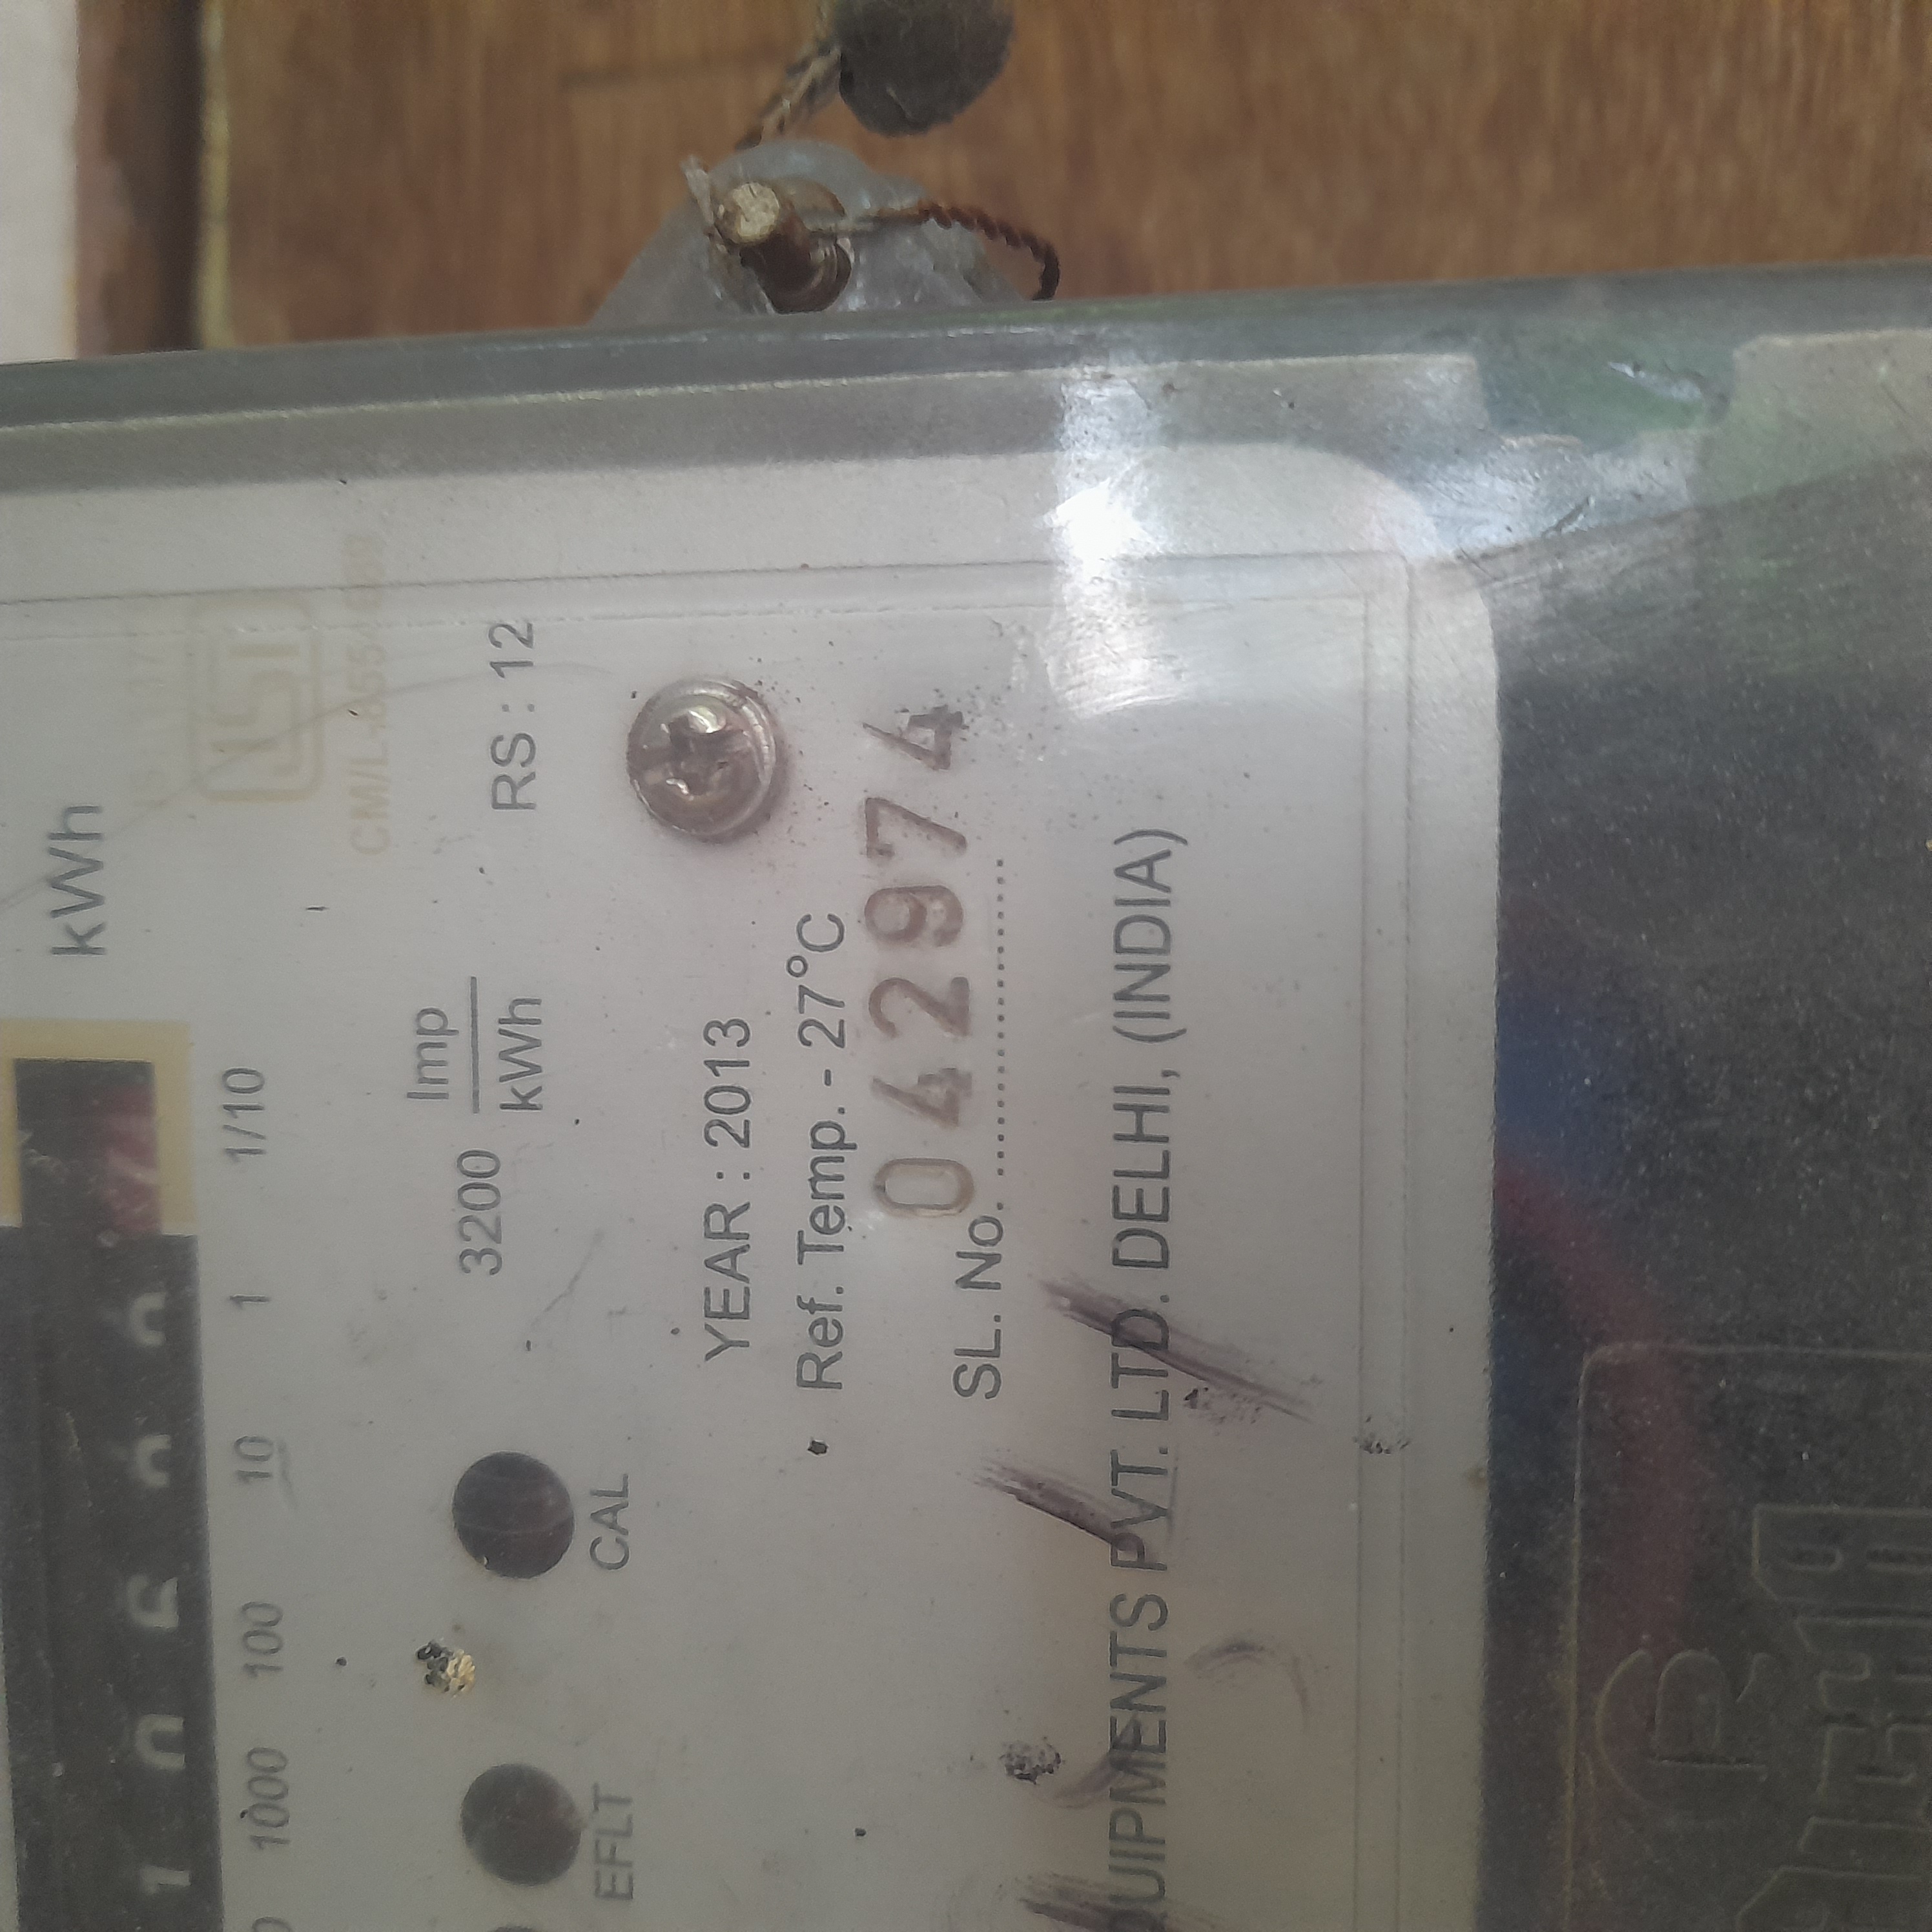 kWh
1000 100 10 1 1/10
3200 Imp
kWh
RS : 12
CAL
EFLT
YEAR : 2013
Ref. Temp. - 27°C
042974
SL. No.
PVT. LTD. DELHI, (INDIA)